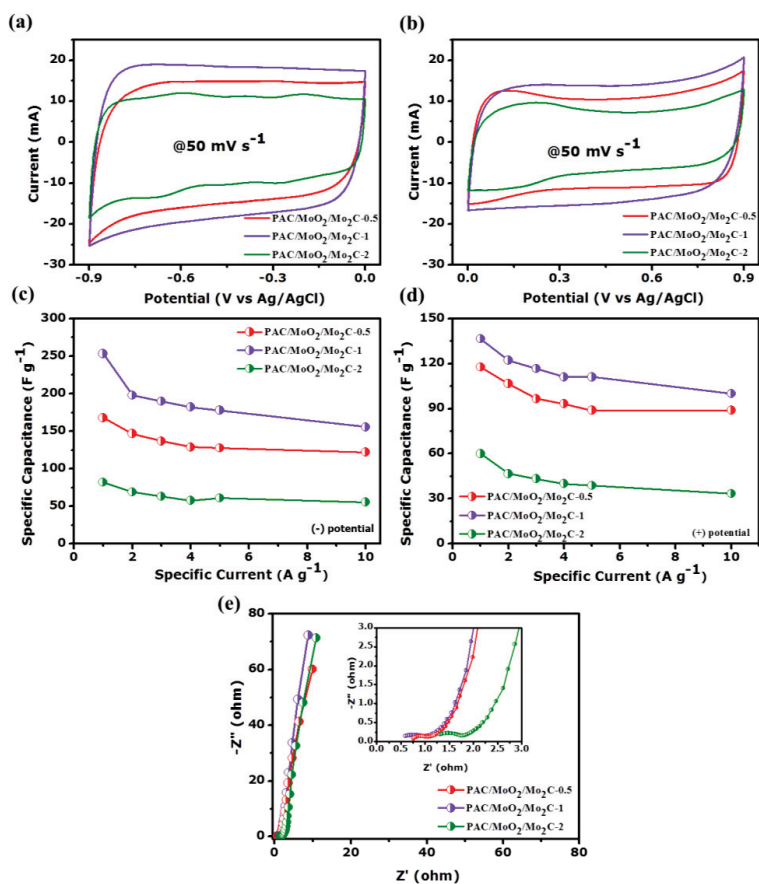 (a)
20
10
0
-10
-20
-30
Current (mA)
@50 mV s⁻¹
PAC/MoO₂/Mo₂C-0.5
PAC/MoO₂/Mo₂C-1
PAC/MoO₂/Mo₂C-2
-0.9 -0.6 -0.3 0.0
Potential (V vs Ag/AgCl)
(b)
30
20
10
0
-10
-20
-30
Current (mA)
@50 mV s⁻¹
PAC/MoO₂/Mo₂C-0.5
PAC/MoO₂/Mo₂C-1
PAC/MoO₂/Mo₂C-2
0.0 0.3 0.6 0.9
Potential (V vs Ag/AgCl)
(c)
300
250
200
150
100
50
0
Specific Capacitance (F g⁻¹)
PAC/MoO₂/Mo₂C-0.5
PAC/MoO₂/Mo₂C-1
PAC/MoO₂/Mo₂C-2
(-) potential
0 2 4 6 8 10
Specific Current (A g⁻¹)
(d)
150
120
90
60
30
0
Specific Capacitance (F g⁻¹)
PAC/MoO₂/Mo₂C-0.5
PAC/MoO₂/Mo₂C-1
PAC/MoO₂/Mo₂C-2
(+) potential
0 2 4 6 8 10
Specific Current (A g⁻¹)
(e)
80
60
40
20
0
-Z'' (ohm)
3.0
2.5
2.0
1.5
1.0
0.5
0.0
-Z'' (ohm)
0.0 0.5 1.0 1.5 2.0 2.5 3.0
Z' (ohm)
PAC/MoO₂/Mo₂C-0.5
PAC/MoO₂/Mo₂C-1
PAC/MoO₂/Mo₂C-2
0 20 40 60 80
Z' (ohm)